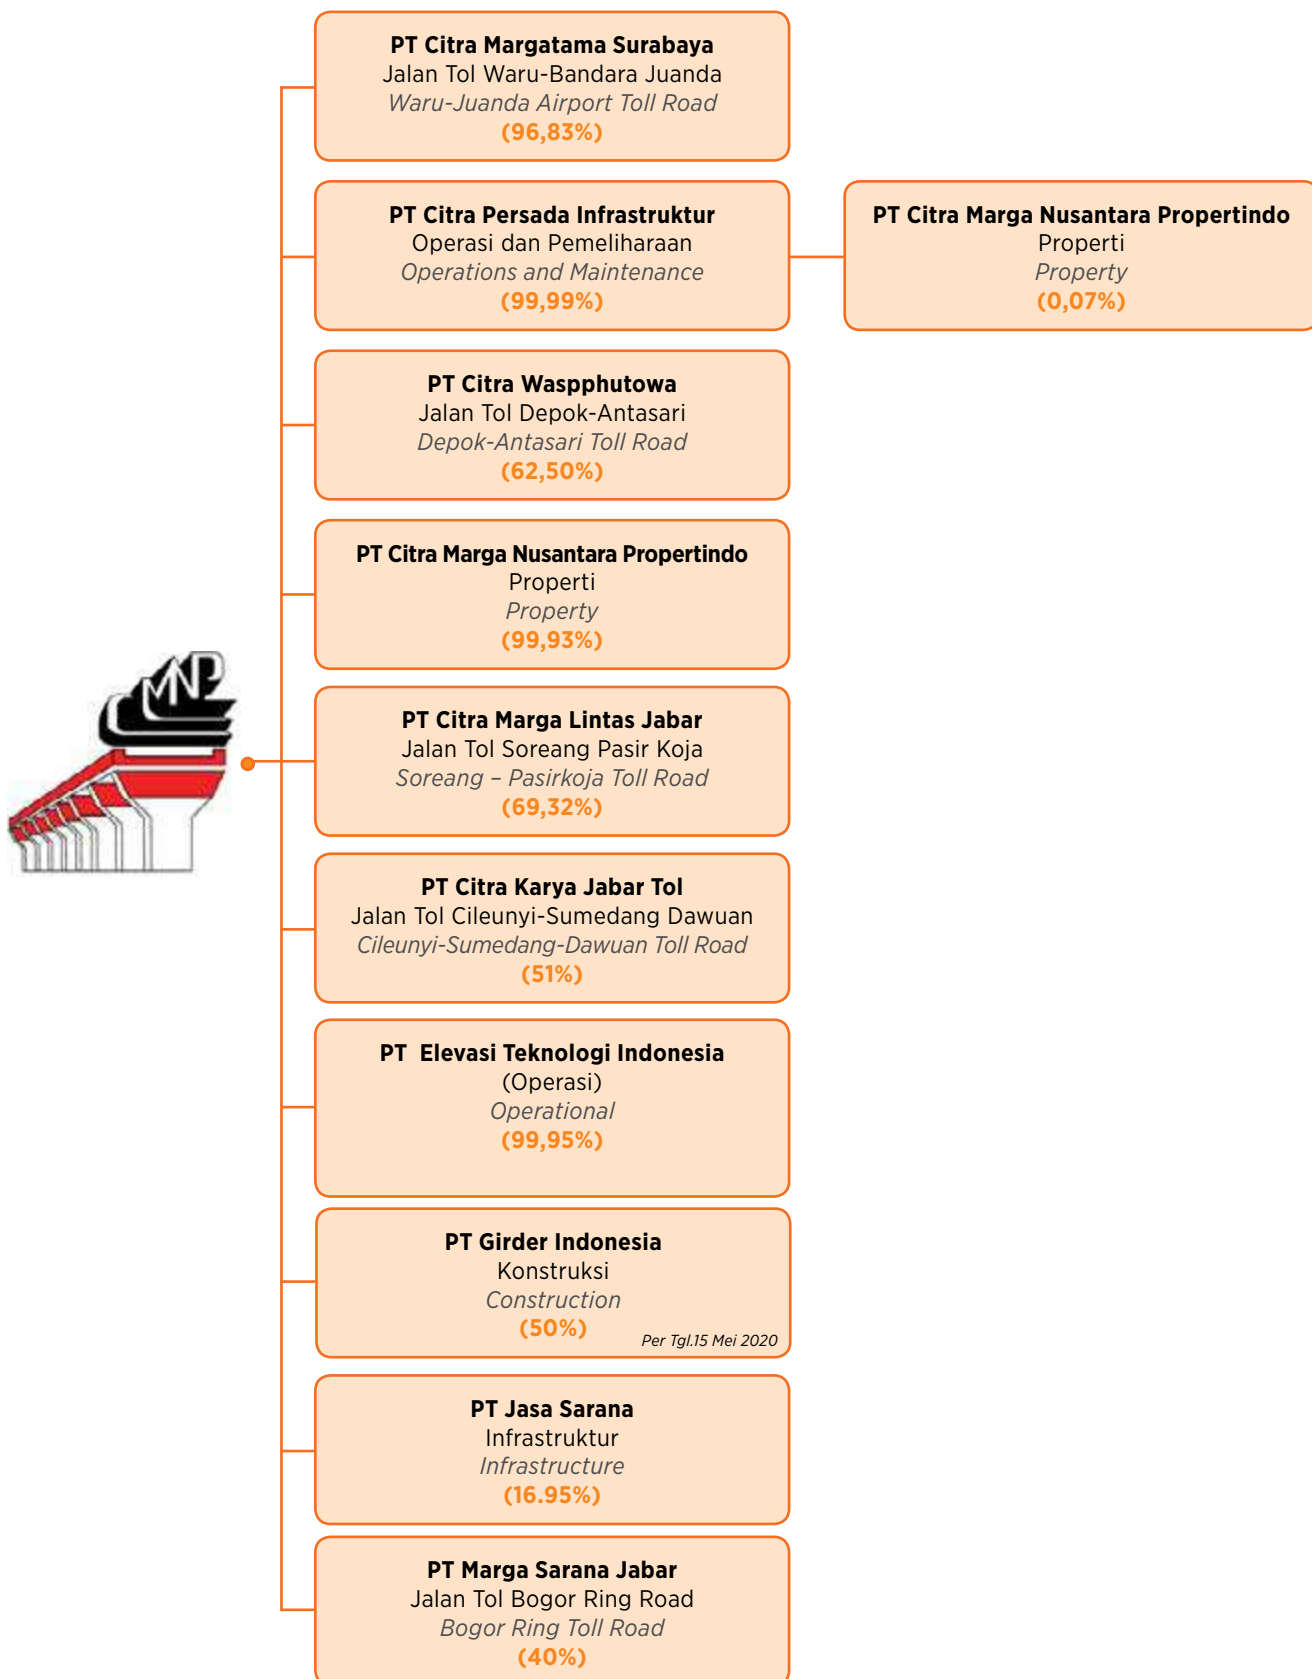 PT Citra Margatama Surabaya
Jalan Tol Waru-Bandara Juanda
Waru-Juanda Airport Toll Road
(96,83%)
PT Citra Persada Infrastruktur
Operasi dan Pemeliharaan
Operations and Maintenance
(99,99%)
PT Citra Marga Nusantara Propertindo
Properti
Property
(0,07%)
PT Citra Waspphutowa
Jalan Tol Depok-Antasari
Depok-Antasari Toll Road
(62,50%)
PT Citra Marga Nusantara Propertindo
Properti
Property
(99,93%)
CMNP
PT Citra Marga Lintas Jabar
Jalan Tol Soreang Pasir Koja
Soreang – Pasirkoja Toll Road
(69,32%)
PT Citra Karya Jabar Tol
Jalan Tol Cileunyi-Sumedang Dawuan
Cileunyi-Sumedang-Dawuan Toll Road
(51%)
PT  Elevasi Teknologi Indonesia
(Operasi)
Operational
(99,95%)
PT Girder Indonesia
Konstruksi
Construction
(50%)
Per Tgl.15 Mei 2020
PT Jasa Sarana
Infrastruktur
Infrastructure
(16.95%)
PT Marga Sarana Jabar
Jalan Tol Bogor Ring Road
Bogor Ring Toll Road
(40%)